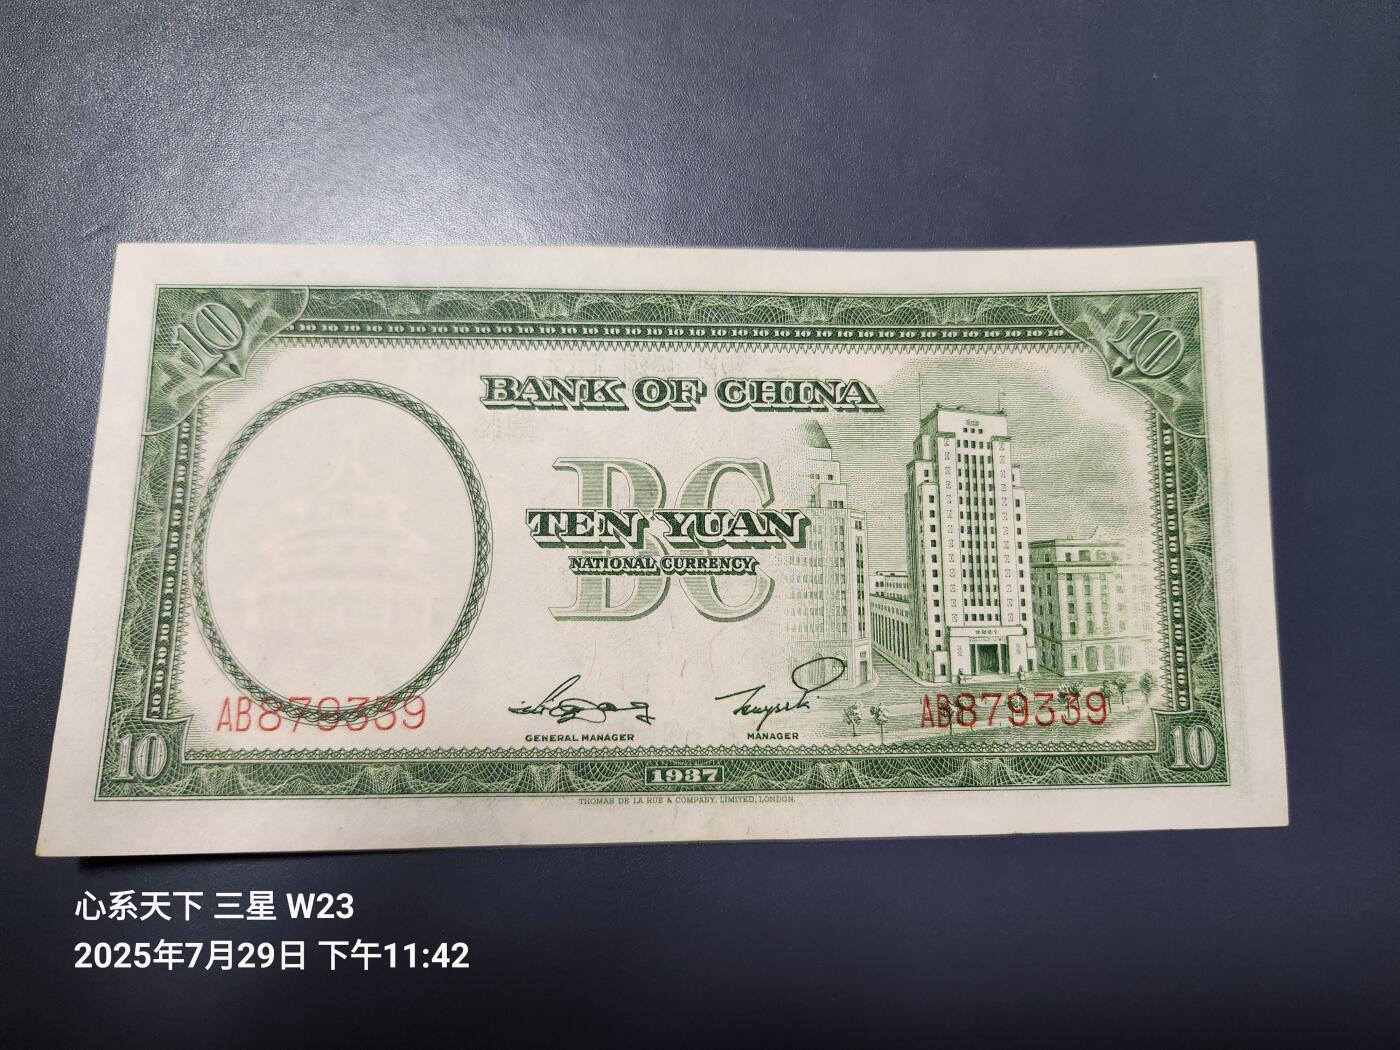 10
10
BANK OF CHINA
BC
TEN YUAN
NATIONAL CURRENCY
AB879339
AB879339
GENERAL MANAGER
MANAGER
10
1937
10
THOMAS DE LA RUE & COMPANY, LIMITED, LONDON.
心系天下 三星 W23
2025年7月29日 下午11:42